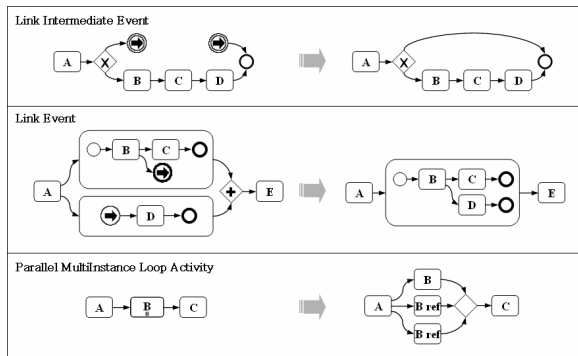 Link Intermediate Event
A
X
B
C
D
A
X
B
C
D
Link Event
A
B
C
D
E
A
B
C
D
E
Parallel MultiInstance Loop Activity
A
B
C
A
B
B ref
B ref
C